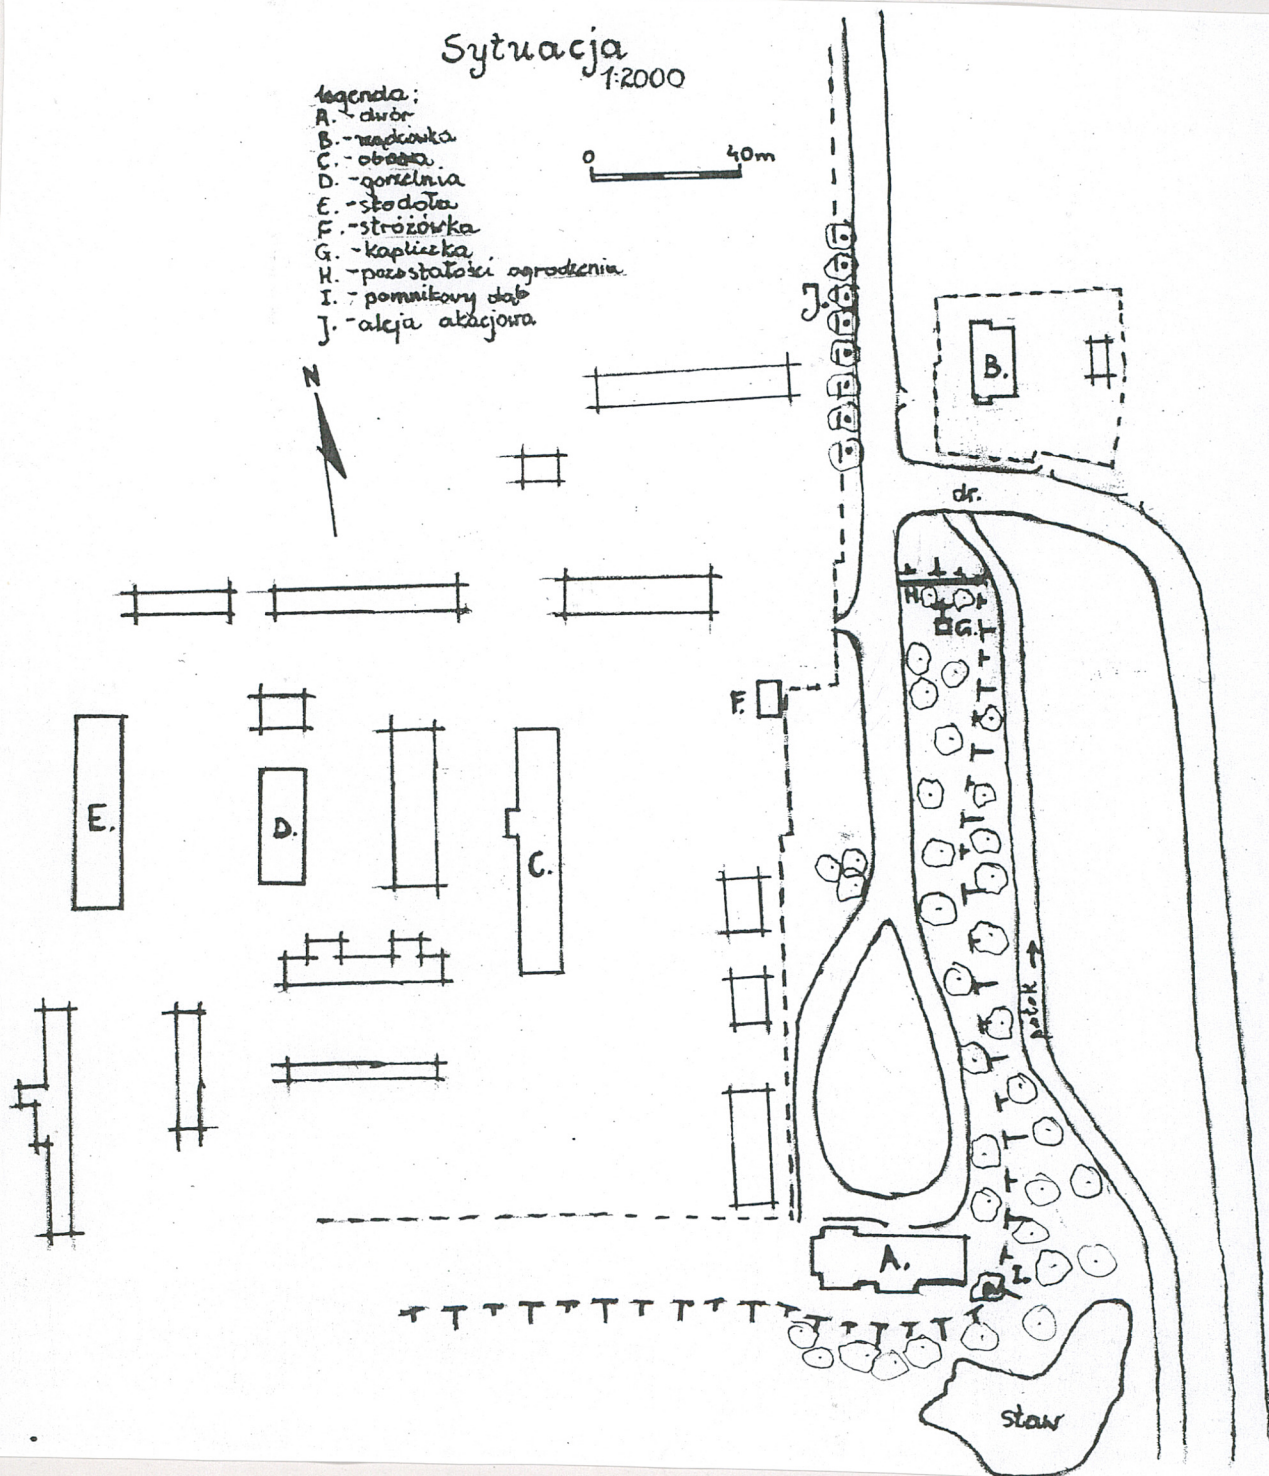 Sytuacja
1:2000
legenda:
A. - dwór
B. - rządcówka
C. - obora
D. - gorzelnia
E. - stodoła
F. - stróżówka
G. - kapliczka
H. - pozostałości ogrodzenia
I. - pomnikowy dąb
J. - aleja akacjowa
0 40m
N
J.
B.
dr.
H.
G.
F.
E.
D.
C.
potok
A.
I.
staw